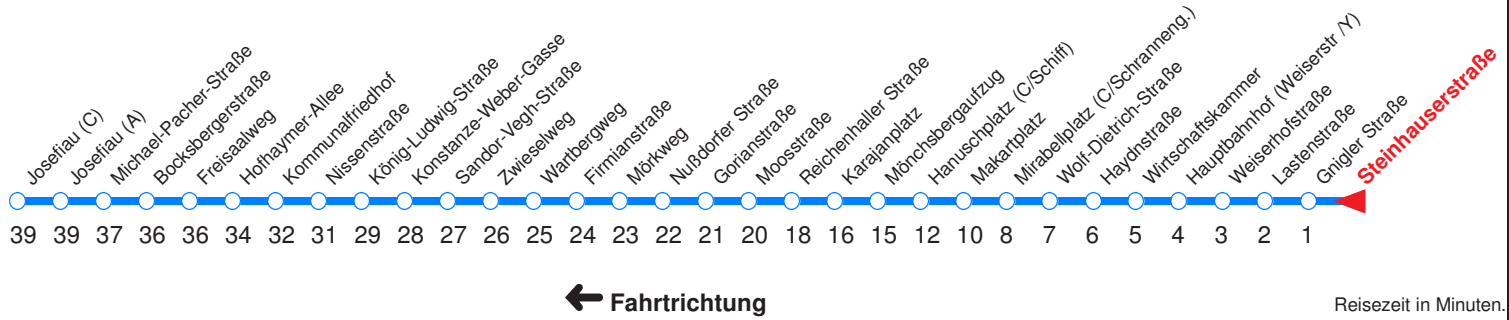 Josefiau (C)
Josefiau (A)
Michael-Pacher-Straße
Bocksbergerstraße
Freisaalweg
Hofhaymer-Allee
Kommunalfriedhof
Nissenstraße
König-Ludwig-Straße
Konstanze-Weber-Gasse
Sandor-Vegh-Straße
Zwieselweg
Wartbergweg
Firmianstraße
Mörkweg
Nußdorfer Straße
Gorianstraße
Moosstraße
Reichenhaller Straße
Karajanplatz
Mönchsbergaufzug
Hanuschplatz (C/Schiff)
Makartplatz
Mirabellplatz (C/Schranneng.)
Wolf-Dietrich-Straße
Haydnstraße
Wirtschaftskammer
Hauptbahnhof (Weiserstr /Y)
Weiserhofstraße
Lastenstraße
Gnigler Straße
Steinhauserstraße
39 39 37 36 36 34 32 31 29 28 27 26 25 24 23 22 21 20 18 16 15 12 10 8 7 6 5 4 3 2 1
Fahrtrichtung
Reisezeit in Minuten.